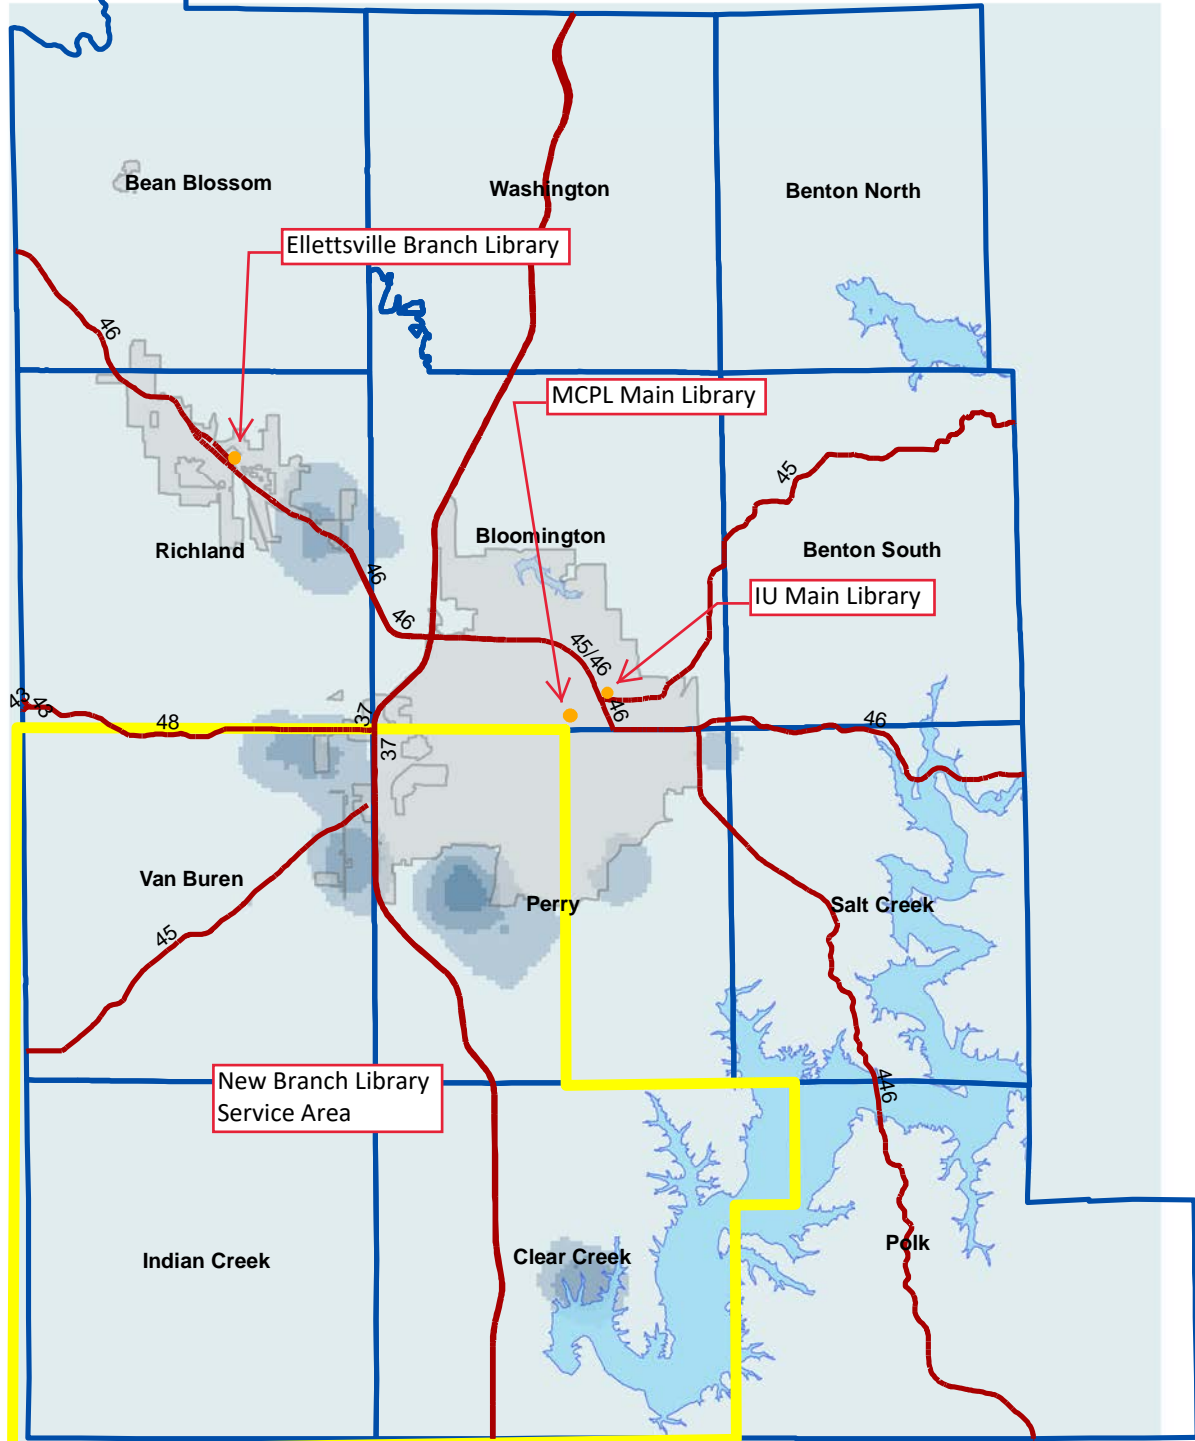 Bean Blossom
Washington
Benton North
Ellettsville Branch Library
46
MCPL Main Library
45
Richland
Bloomington
Benton South
46
IU Main Library
46
45/46
43
43
48
37
46
46
37
Van Buren
Perry
Salt Creek
45
New Branch Library
Service Area
446
Indian Creek
Clear Creek
Polk